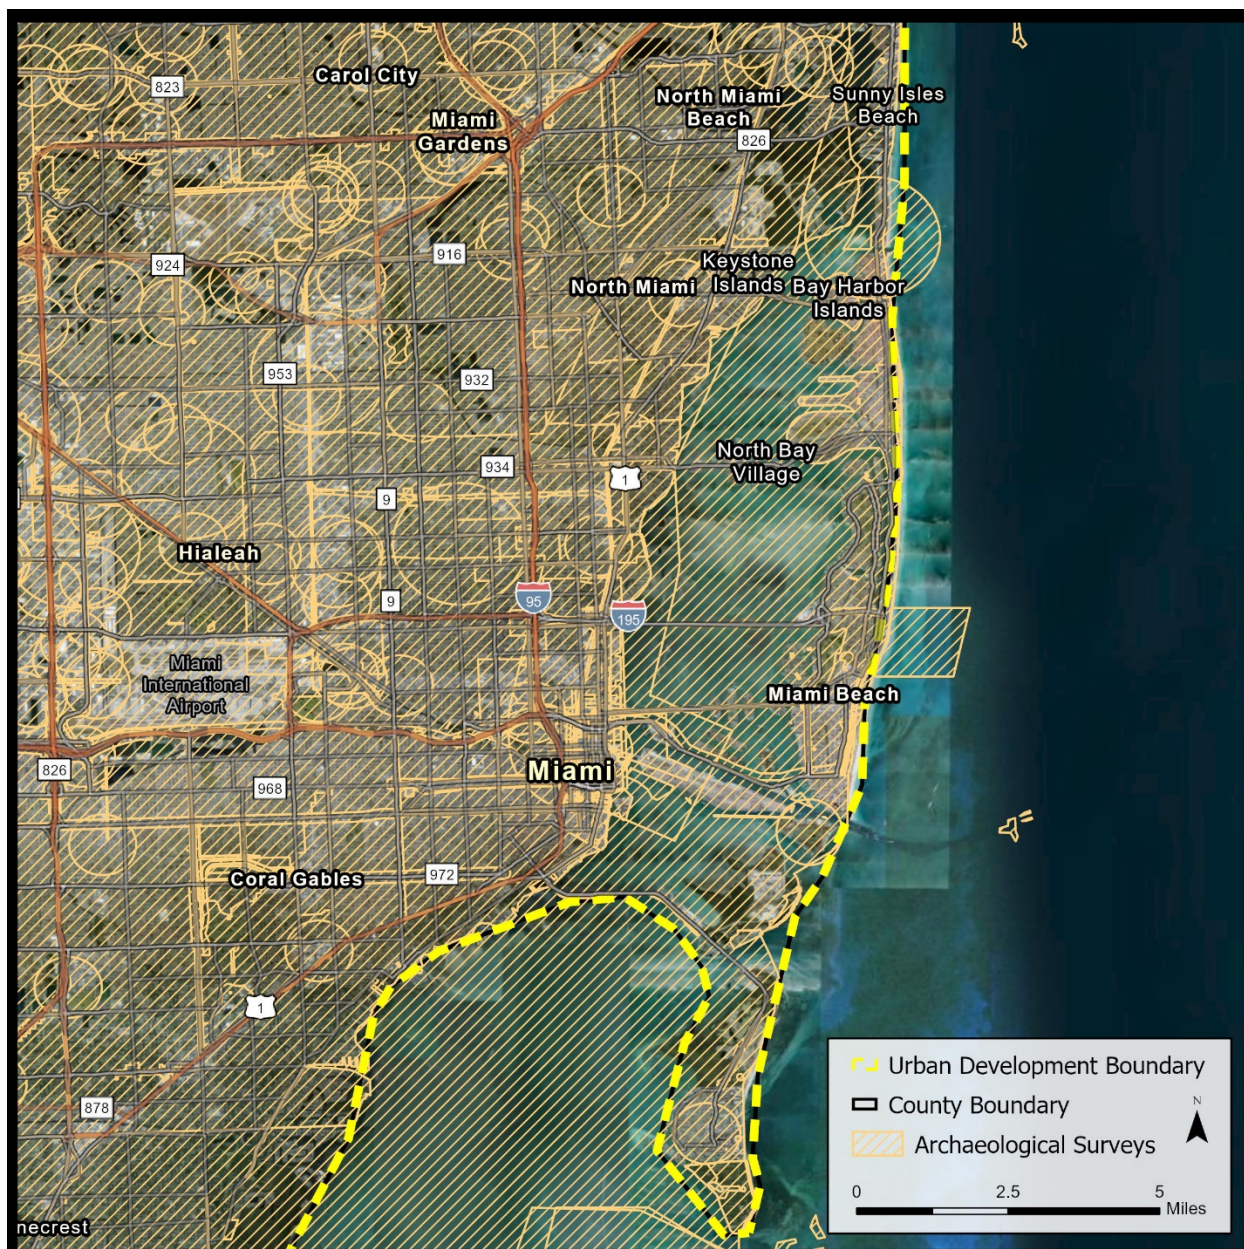 Carol City
823
North Miami
Beach
Sunny Isles
Beach
Miami
Gardens
826
916
924
Keystone
Islands
North Miami
Bay Harbor
Islands
953
932
North Bay
Village
934
1
9
Hialeah
95
9
195
Miami
International
Airport
Miami Beach
826
Miami
968
Coral Gables
972
1
878
necrest
Urban Development Boundary
County Boundary
N
Archaeological Surveys
0
2.5
5
Miles